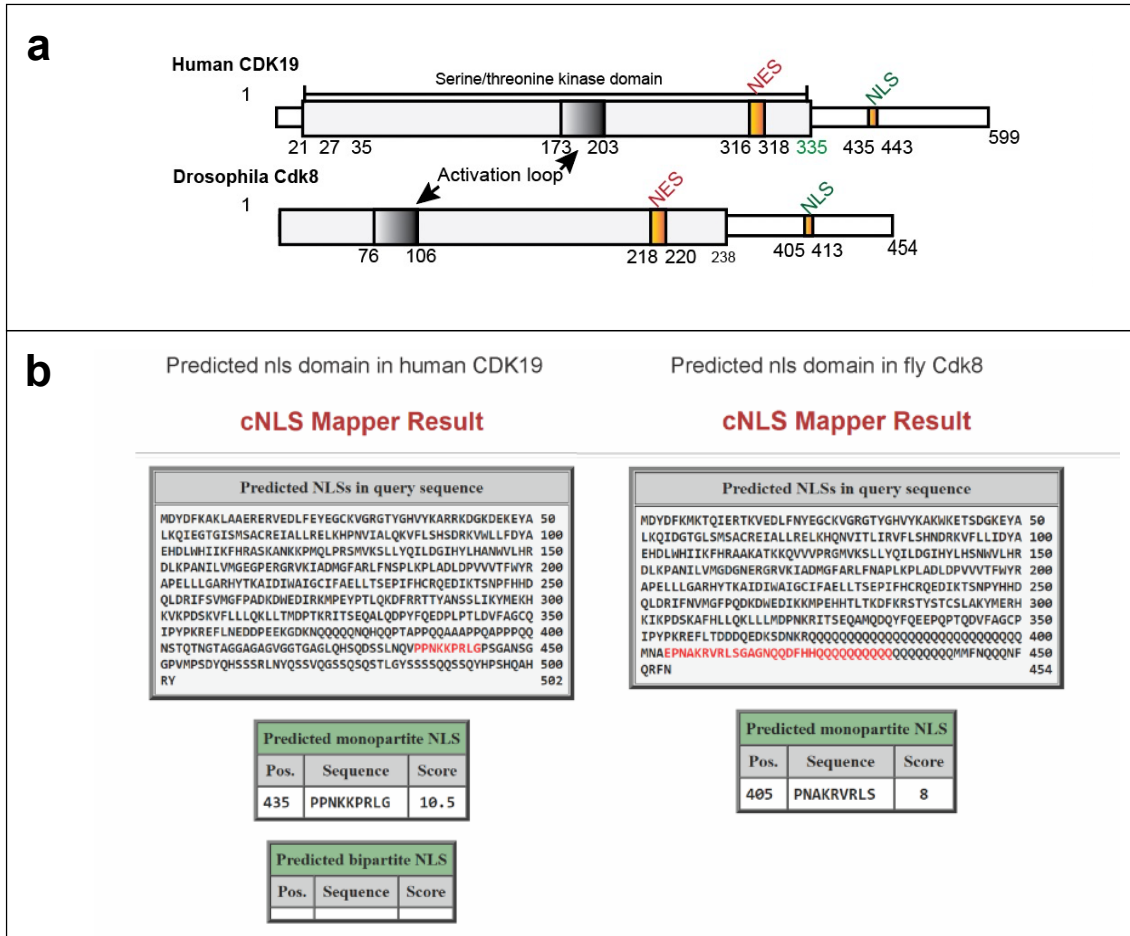 a
Human CDK19
1
Serine/threonine kinase domain
NES
NLS
21 27 35 173 203 316 318 335 435 443 599
Drosophila Cdk8
1
Activation loop
NES
NLS
76 106 218 220 238 405 413 454
b
Predicted nls domain in human CDK19
cNLS Mapper Result
Predicted NLSs in query sequence
MDYDFKAKLAAERERVEDLFEYEGCKVGRGTYGHVYKARRKDGKDEKEYA 50
LKQIEGTGISMSACREIALLRELKHPNVIALQKVFLSHSDRKVWLLFDYA 100
EHDLWHIIKFHRASKANKKPMQLPRSMVKSLLYQILDGIHYLHANWVLHR 150
DLKPANILVMGEGPERGRVKIADMGFARLFNSPLKPLADLDPVVVTFWYR 200
APELLLGARHYTKAIDIWAIGCIFAELLTSEPIFHCRQEDIKTSNPFHHD 250
QLDRIFSVMGFPADKDWEDIRKMPEYPTLQKDFRRTTYANSSLIKYMEKH 300
KVKPDSKVFLLLQKLLTMDPTKRITSEQALQDPYFQEDPLPTLDVFAGCQ 350
IPYPKREFLNEDDPEEKGDKNQQQQQNQHQQPTAPPQQAAAPPQAPPPQQ 400
NSTQTNGTAGGAGAGVGGTGAGLQHSQDSSLNQVPPNKKPRLGPSGANSG 450
GPVMPSDYQHSSSRLNYQSSVQGSSQSQSTLGYSSSSQQSSQYHPSHQAH 500
RY 502
Predicted monopartite NLS
Pos. Sequence Score
435 PPNKKPRLG 10.5
Predicted bipartite NLS
Pos. Sequence Score
Predicted nls domain in fly Cdk8
cNLS Mapper Result
Predicted NLSs in query sequence
MDYDFKMKTQIERTKVEDLFNYEGCKVGRGTYGHVYKAKWKETSDGKEYA 50
LKQIDGTGLSMSACREIALLRELKHQNVITLIRVFLSHNDRKVFLLIDYA 100
EHDLWHIIKFHRAAKATKKQVVVPRGMVKSLLYQILDGIHYLHSNWVLHR 150
DLKPANILVMGDGNERGRVKIADMGFARLFNAPLKPLADLDPVVVTFWYR 200
APELLLGARHYTKAIDIWAIGCIFAELLTSEPIFHCRQEDIKTSNPYHHD 250
QLDRIFNVMGFPQDKDWEDIKKMPEHHTLTKDFKRSTYSTCSLAKYMERH 300
KIKPDSKAFHLLQKLLLMDPNKRITSEQAMQDQYFQEEPQPTQDVFAGCP 350
IPYPKREFLTDDDQEDKSDNKRQQQQQQQQQQQQQQQQQQQQQQQQQQQQ 400
MNAEPNAKRVRLSGAGNQQDFHHQQQQQQQQQQQQQQQQQQMMFNQQQNF 450
QRFN 454
Predicted monopartite NLS
Pos. Sequence Score
405 PNAKRVRLS 8